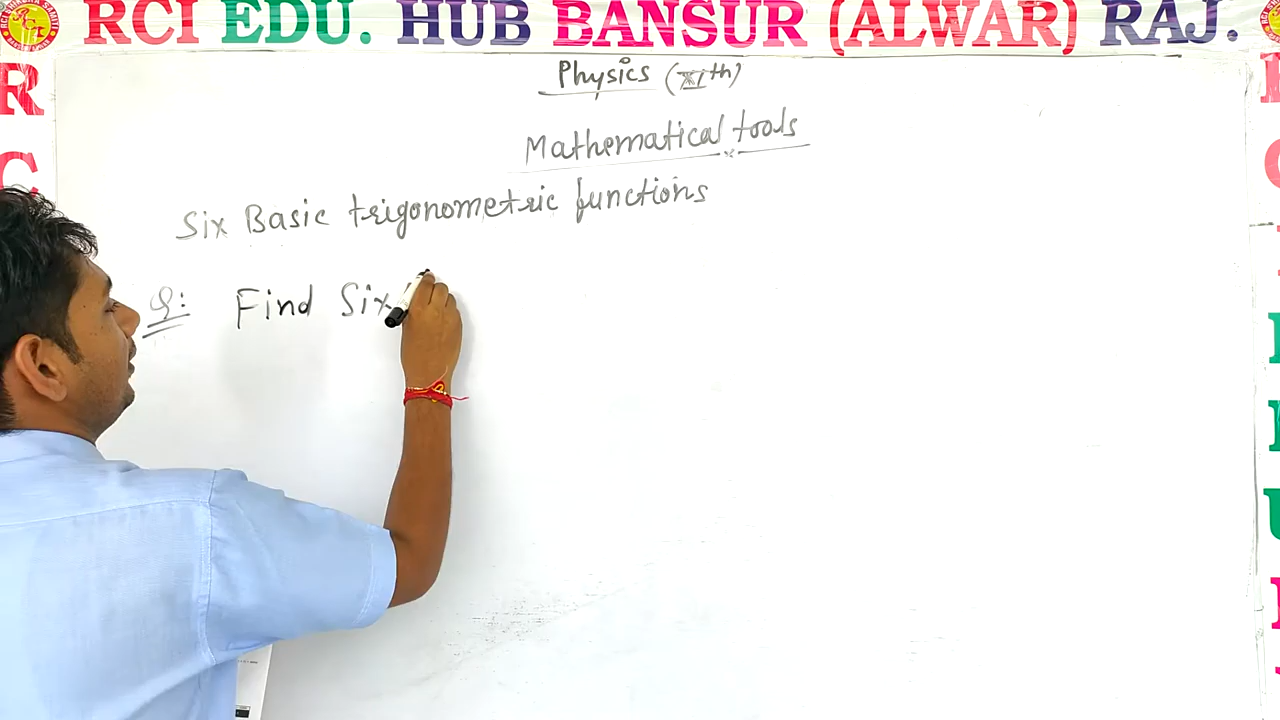 RCI EDU. HUB BANSUR (ALWAR) RAJ.
R
C
Physics (XIth)
Mathematical tools
Six Basic trigonometric functions
Q: Find Six